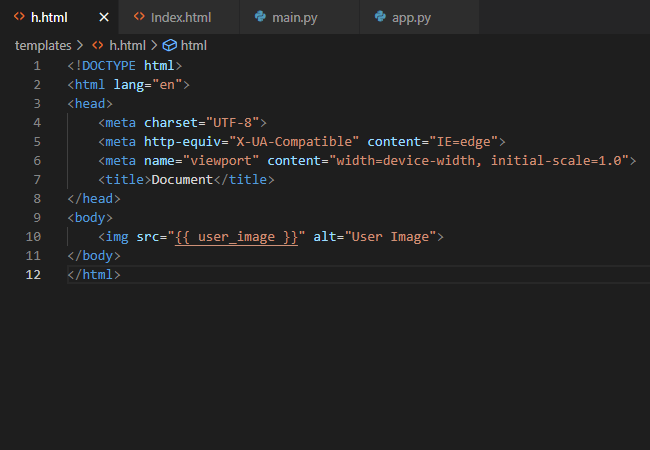 h.html Index.html main.py app.py
templates > h.html > html
1 <!DOCTYPE html>
2 <html lang="en">
3 <head>
4     <meta charset="UTF-8">
5     <meta http-equiv="X-UA-Compatible" content="IE=edge">
6     <meta name="viewport" content="width=device-width, initial-scale=1.0">
7     <title>Document</title>
8 </head>
9 <body>
10     <img src="{{ user_image }}" alt="User Image">
11 </body>
12 </html>